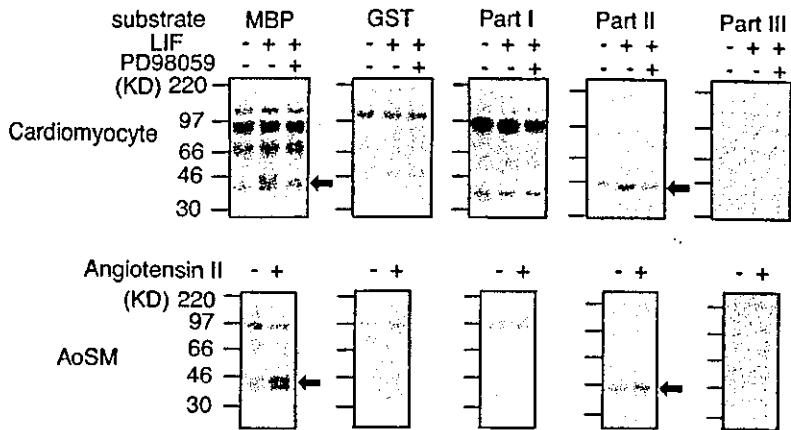 substrate MBP GST Part I Part II Part III
LIF - + + - + + - + + - + + - + +
PD98059 - - + - - + - - + - - + - - +
(KD) 220
97
Cardiomyocyte
66
46
30
Angiotensin II - + - + - + - + - +
(KD) 220
97
AoSM
66
46
30